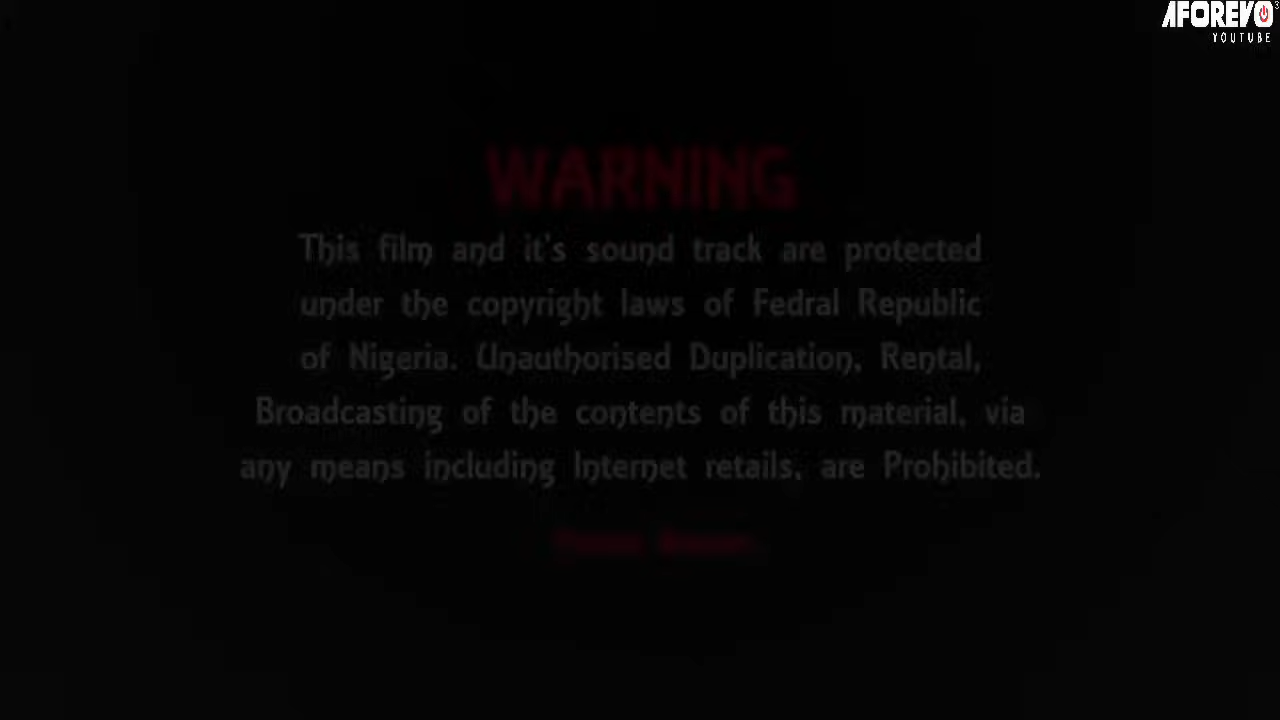 AFOREVO
YOUTUBE
WARNING
This film and it's sound track are protected
under the copyright laws of Fedral Republic
of Nigeria. Unauthorised Duplication, Rental,
Broadcasting of the contents of this material, via
any means including Internet retails, are Prohibited.